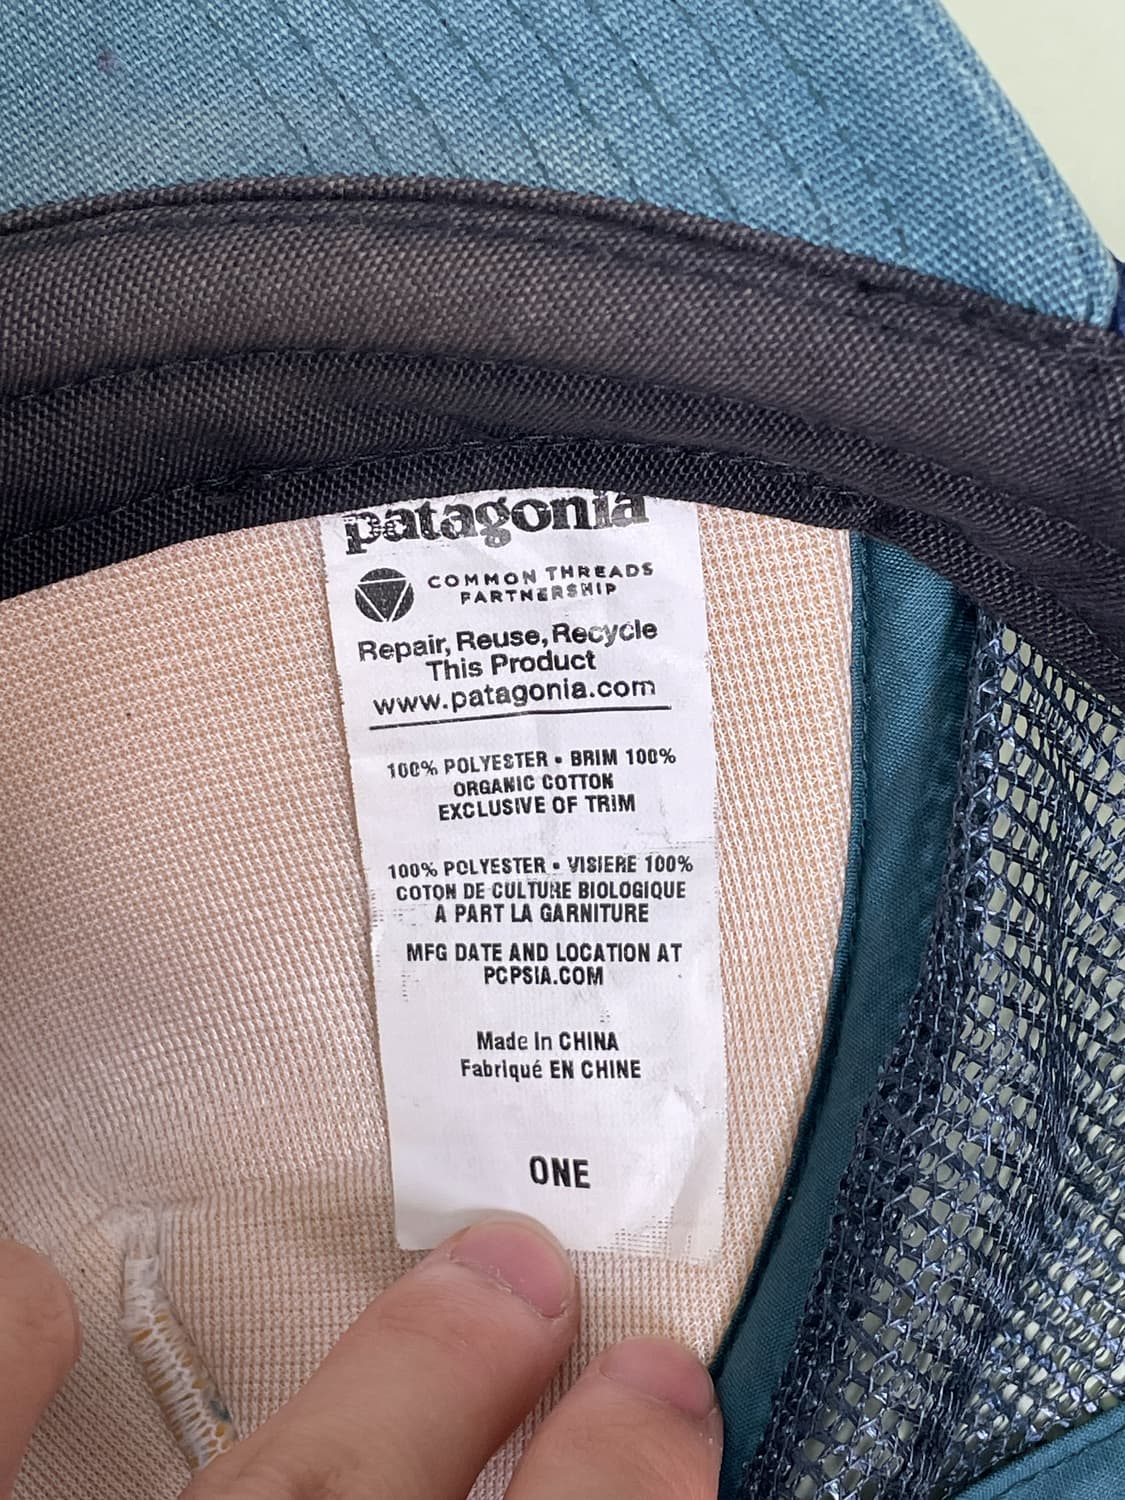 patagonia
COMMON THREADS
PARTNERSHIP
Repair, Reuse, Recycle
This Product
www.patagonia.com
100% POLYESTER • BRIM 100%
ORGANIC COTTON
EXCLUSIVE OF TRIM
100% POLYESTER • VISIERE 100%
COTON DE CULTURE BIOLOGIQUE
A PART LA GARNITURE
MFG DATE AND LOCATION AT
PCPSIA.COM
Made In CHINA
Fabriqué EN CHINE
ONE